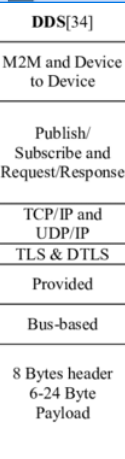 DDS[34]
M2M and Device
to Device
Publish/
Subscribe and
Request/Response
TCP/IP and
UDP/IP
TLS & DTLS
Provided
Bus-based
8 Bytes header
6-24 Byte
Payload